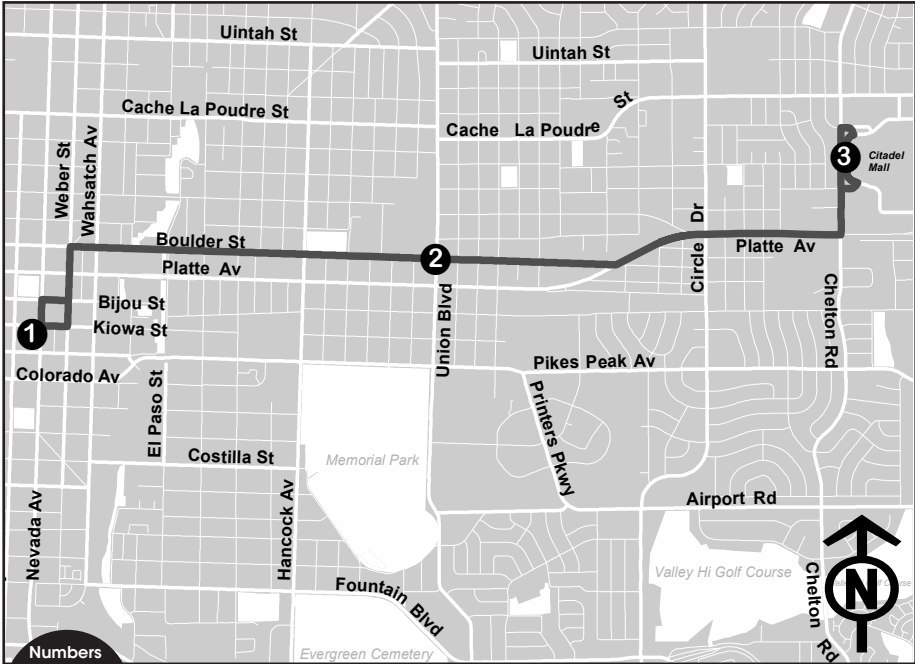 Uintah St
Uintah St
Cache La Poudre St
St
Cache La Poudre
Weber St
Wahsatch Av
3
Citadel
Mall
Circle Dr
Boulder St
2
Platte Av
Platte Av
Bijou St
1
Kiowa St
Union Blvd
Chelton Rd
Pikes Peak Av
Colorado Av
El Paso St
Printers Pkwy
Costilla St
Memorial Park
Airport Rd
Nevada Av
Hancock Av
Valley Hi Golf Course
Chelton Rd
N
Fountain Blvd
Evergreen Cemetery
Numbers